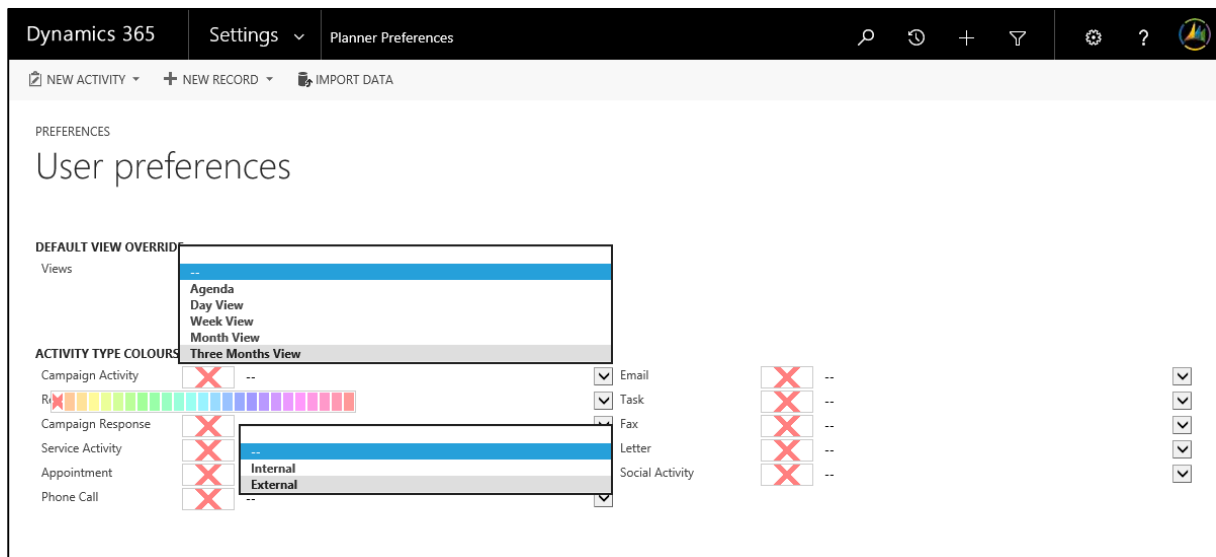 Dynamics 365 Settings Planner Preferences ?
NEW ACTIVITY NEW RECORD IMPORT DATA
PREFERENCES
User preferences
DEFAULT VIEW OVERRIDE
Views
--
Agenda
Day View
Week View
Month View
Three Months View
ACTIVITY TYPE COLOURS
Campaign Activity -- Email --
Task --
Campaign Response Fax --
Service Activity -- Letter --
Appointment Internal Social Activity --
External
Phone Call --